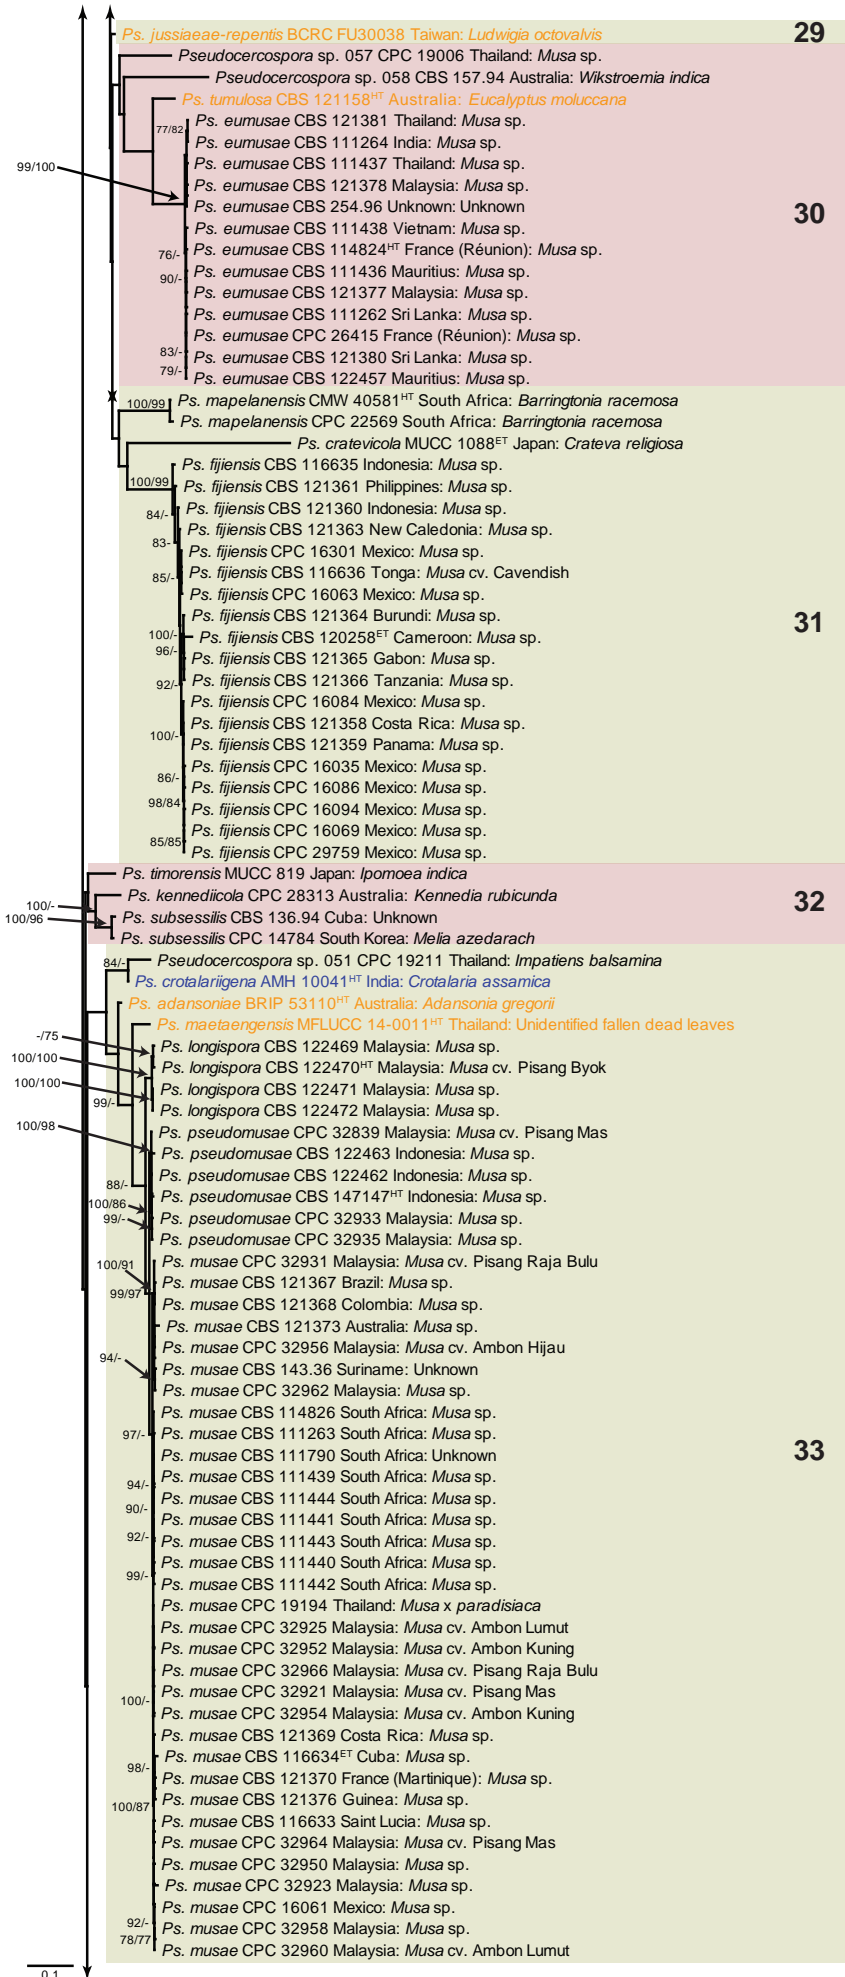 Ps. jussiaeae-repentis BCRC FU30038 Taiwan: Ludwigia octovalvis
29
Pseudocercospora sp. 057 CPC 19006 Thailand: Musa sp.
Pseudocercospora sp. 058 CBS 157.94 Australia: Wikstroemia indica
Ps. tumulosa CBS 121158HT Australia: Eucalyptus moluccana
77/82
Ps. eumusae CBS 121381 Thailand: Musa sp.
Ps. eumusae CBS 111264 India: Musa sp.
99/100
Ps. eumusae CBS 111437 Thailand: Musa sp.
Ps. eumusae CBS 121378 Malaysia: Musa sp.
Ps. eumusae CBS 254.96 Unknown: Unknown
30
Ps. eumusae CBS 111438 Vietnam: Musa sp.
76/-
Ps. eumusae CBS 114824HT France (Réunion): Musa sp.
90/-
Ps. eumusae CBS 111436 Mauritius: Musa sp.
Ps. eumusae CBS 121377 Malaysia: Musa sp.
Ps. eumusae CBS 111262 Sri Lanka: Musa sp.
Ps. eumusae CPC 26415 France (Réunion): Musa sp.
83/-
Ps. eumusae CBS 121380 Sri Lanka: Musa sp.
79/-
Ps. eumusae CBS 122457 Mauritius: Musa sp.
100/99
Ps. mapelanensis CMW 40581HT South Africa: Barringtonia racemosa
Ps. mapelanensis CPC 22569 South Africa: Barringtonia racemosa
Ps. cratevicola MUCC 1088ET Japan: Crateva religiosa
Ps. fijiensis CBS 116635 Indonesia: Musa sp.
100/99
Ps. fijiensis CBS 121361 Philippines: Musa sp.
84/-
Ps. fijiensis CBS 121360 Indonesia: Musa sp.
Ps. fijiensis CBS 121363 New Caledonia: Musa sp.
83-
Ps. fijiensis CPC 16301 Mexico: Musa sp.
85/-
Ps. fijiensis CBS 116636 Tonga: Musa cv. Cavendish
Ps. fijiensis CPC 16063 Mexico: Musa sp.
Ps. fijiensis CBS 121364 Burundi: Musa sp.
31
100/-
Ps. fijiensis CBS 120258ET Cameroon: Musa sp.
96/-
Ps. fijiensis CBS 121365 Gabon: Musa sp.
92/-
Ps. fijiensis CBS 121366 Tanzania: Musa sp.
Ps. fijiensis CPC 16084 Mexico: Musa sp.
Ps. fijiensis CBS 121358 Costa Rica: Musa sp.
100/-
Ps. fijiensis CBS 121359 Panama: Musa sp.
Ps. fijiensis CPC 16035 Mexico: Musa sp.
86/-
Ps. fijiensis CPC 16086 Mexico: Musa sp.
98/84
Ps. fijiensis CPC 16094 Mexico: Musa sp.
Ps. fijiensis CPC 16069 Mexico: Musa sp.
85/85
Ps. fijiensis CPC 29759 Mexico: Musa sp.
Ps. timorensis MUCC 819 Japan: Ipomoea indica
Ps. kennediicola CPC 28313 Australia: Kennedia rubicunda
32
100/-
100/96
Ps. subsessilis CBS 136.94 Cuba: Unknown
Ps. subsessilis CPC 14784 South Korea: Melia azedarach
84/-
Pseudocercospora sp. 051 CPC 19211 Thailand: Impatiens balsamina
Ps. crotalariigena AMH 10041HT India: Crotalaria assamica
Ps. adansoniae BRIP 53110HT Australia: Adansonia gregorii
Ps. maetaengensis MFLUCC 14-0011HT Thailand: Unidentified fallen dead leaves
-/75
Ps. longispora CBS 122469 Malaysia: Musa sp.
100/100
Ps. longispora CBS 122470HT Malaysia: Musa cv. Pisang Byok
100/100
Ps. longispora CBS 122471 Malaysia: Musa sp.
99/-
Ps. longispora CBS 122472 Malaysia: Musa sp.
100/98
Ps. pseudomusae CPC 32839 Malaysia: Musa cv. Pisang Mas
Ps. pseudomusae CBS 122463 Indonesia: Musa sp.
Ps. pseudomusae CBS 122462 Indonesia: Musa sp.
88/-
Ps. pseudomusae CBS 147147HT Indonesia: Musa sp.
100/86
99/-
Ps. pseudomusae CPC 32933 Malaysia: Musa sp.
Ps. pseudomusae CPC 32935 Malaysia: Musa sp.
100/91
Ps. musae CPC 32931 Malaysia: Musa cv. Pisang Raja Bulu
Ps. musae CBS 121367 Brazil: Musa sp.
99/97
Ps. musae CBS 121368 Colombia: Musa sp.
Ps. musae CBS 121373 Australia: Musa sp.
Ps. musae CPC 32956 Malaysia: Musa cv. Ambon Hijau
94/-
Ps. musae CBS 143.36 Suriname: Unknown
Ps. musae CPC 32962 Malaysia: Musa sp.
Ps. musae CBS 114826 South Africa: Musa sp.
97/-
Ps. musae CBS 111263 South Africa: Musa sp.
Ps. musae CBS 111790 South Africa: Unknown
33
Ps. musae CBS 111439 South Africa: Musa sp.
94/-
Ps. musae CBS 111444 South Africa: Musa sp.
90/-
Ps. musae CBS 111441 South Africa: Musa sp.
92/-
Ps. musae CBS 111443 South Africa: Musa sp.
Ps. musae CBS 111440 South Africa: Musa sp.
99/-
Ps. musae CBS 111442 South Africa: Musa sp.
Ps. musae CPC 19194 Thailand: Musa x paradisiaca
Ps. musae CPC 32925 Malaysia: Musa cv. Ambon Lumut
Ps. musae CPC 32952 Malaysia: Musa cv. Ambon Kuning
Ps. musae CPC 32966 Malaysia: Musa cv. Pisang Raja Bulu
Ps. musae CPC 32921 Malaysia: Musa cv. Pisang Mas
100/-
Ps. musae CPC 32954 Malaysia: Musa cv. Ambon Kuning
Ps. musae CBS 121369 Costa Rica: Musa sp.
Ps. musae CBS 116634ET Cuba: Musa sp.
98/-
Ps. musae CBS 121370 France (Martinique): Musa sp.
Ps. musae CBS 121376 Guinea: Musa sp.
100/87
Ps. musae CBS 116633 Saint Lucia: Musa sp.
Ps. musae CPC 32964 Malaysia: Musa cv. Pisang Mas
Ps. musae CPC 32950 Malaysia: Musa sp.
Ps. musae CPC 32923 Malaysia: Musa sp.
Ps. musae CPC 16061 Mexico: Musa sp.
92/-
Ps. musae CPC 32958 Malaysia: Musa sp.
78/77
Ps. musae CPC 32960 Malaysia: Musa cv. Ambon Lumut
0.1